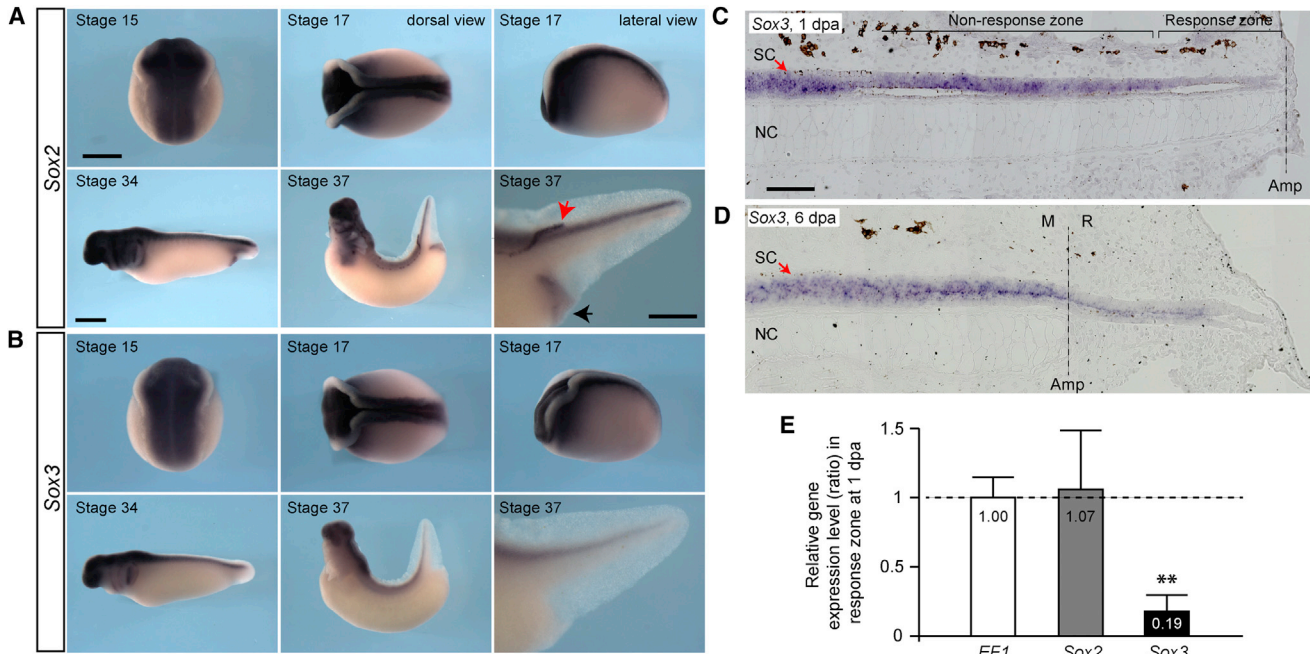 A
Sox2
Stage 15
Stage 17
dorsal view
Stage 17
lateral view
Stage 34
Stage 37
Stage 37
B
Sox3
Stage 15
Stage 17
Stage 17
Stage 34
Stage 37
Stage 37
C
Sox3, 1 dpa
Non-response zone
Response zone
SC
NC
Amp
D
Sox3, 6 dpa
M
R
SC
NC
Amp
E
Relative gene
expression level (ratio) in
response zone at 1 dpa
1.5
1
0.5
0
1.00
1.07
**
0.19
EF1
Sox2
Sox3